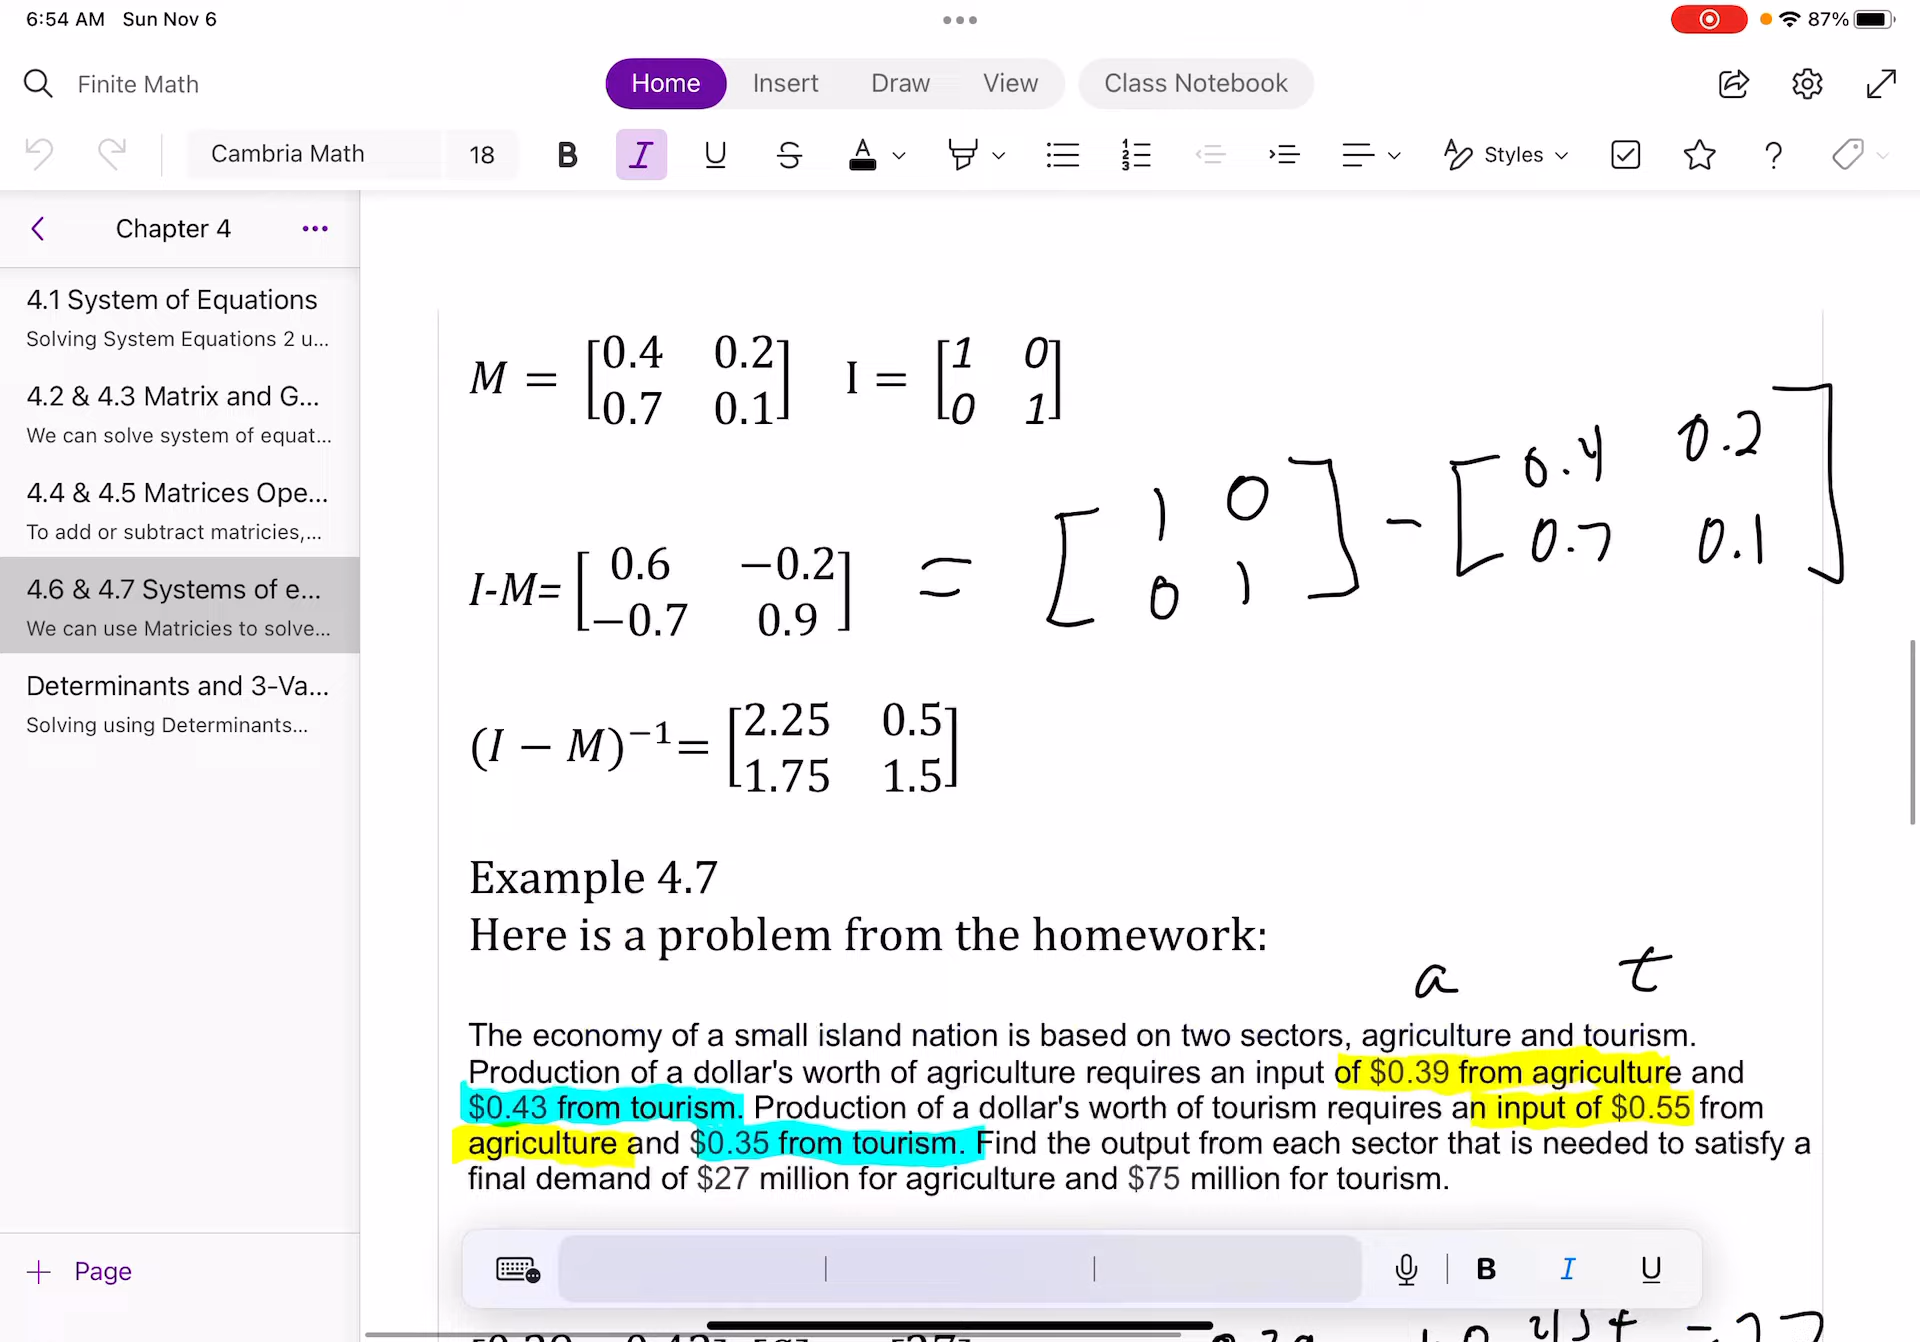 6:54 AM Sun Nov 6
87%
Finite Math
Home Insert Draw View Class Notebook
Cambria Math 18 B I U S A Styles ?
Chapter 4
4.1 System of Equations
Solving System Equations 2 u...
4.2 & 4.3 Matrix and G...
We can solve system of equat...
4.4 & 4.5 Matrices Ope...
To add or subtract matricies,...
4.6 & 4.7 Systems of e...
We can use Matricies to solve...
Determinants and 3-Va...
Solving using Determinants...
+ Page
M = [0.4 0.2] I = [1 0]
[0.7 0.1] [0 1]
I-M= [0.6 −0.2] = [1 0] - [0.4 0.2]
[−0.7 0.9] [0 1] [0.7 0.1]
(I − M)⁻¹= [2.25 0.5]
[1.75 1.5]
Example 4.7
Here is a problem from the homework:
a t
The economy of a small island nation is based on two sectors, agriculture and tourism.
Production of a dollar's worth of agriculture requires an input of $0.39 from agriculture and
$0.43 from tourism. Production of a dollar's worth of tourism requires an input of $0.55 from
agriculture and $0.35 from tourism. Find the output from each sector that is needed to satisfy a
final demand of $27 million for agriculture and $75 million for tourism.
B I U